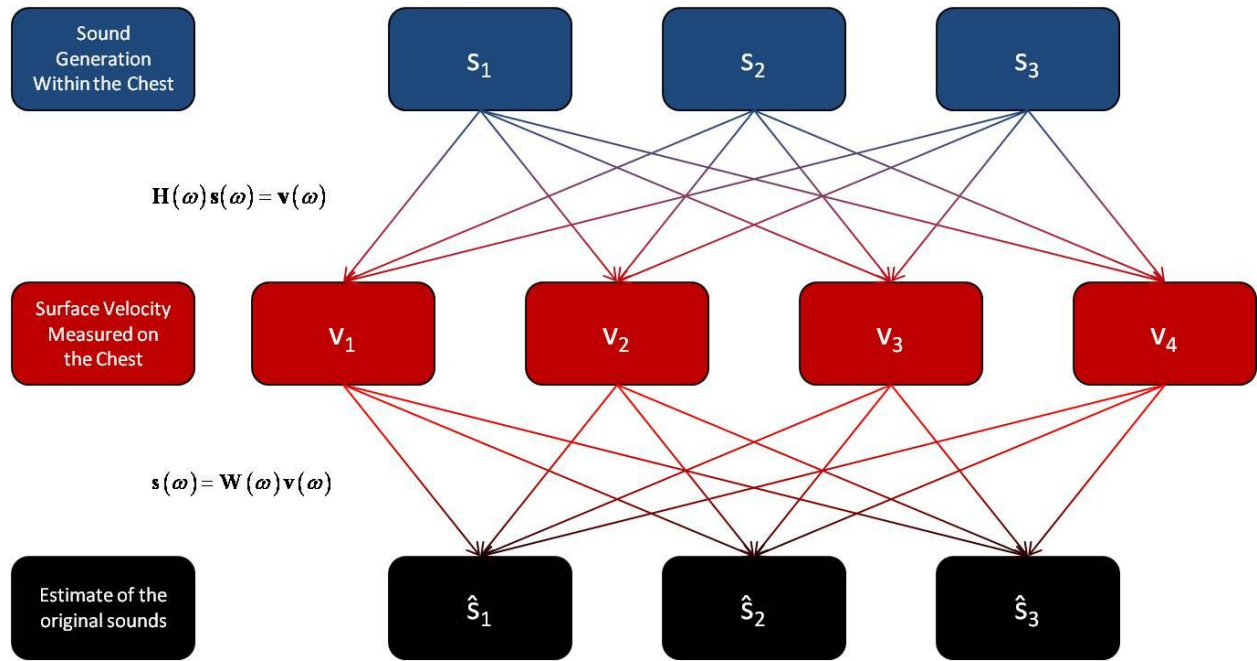 Sound
Generation
Within the Chest
s₁
s₂
s₃
H(ω)s(ω)=v(ω)
Surface Velocity
Measured on
the Chest
v₁
v₂
v₃
v₄
s(ω)=W(ω)v(ω)
Estimate of the
original sounds
ŝ₁
ŝ₂
ŝ₃